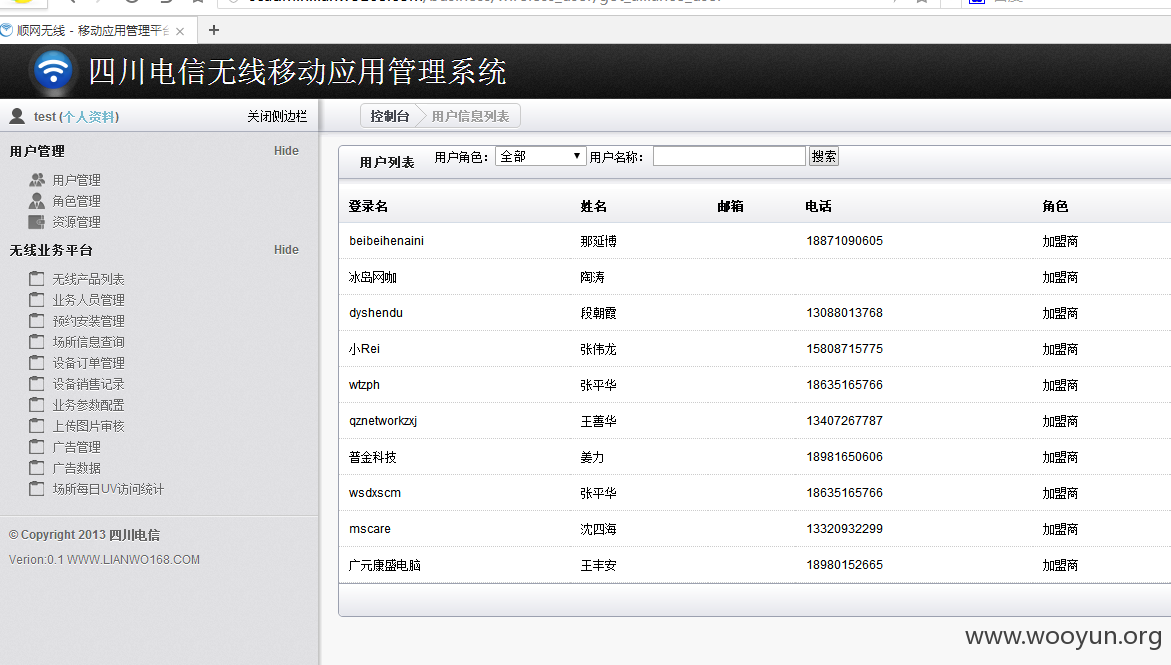 顺网无线 - 移动应用管理平台
四川电信无线移动应用管理系统
test (个人资料)
关闭侧边栏
控制台
用户信息列表
用户管理
Hide
用户管理
角色管理
资源管理
无线业务平台
Hide
无线产品列表
业务人员管理
预约安装管理
场所信息查询
设备订单管理
设备销售记录
业务参数配置
上传图片审核
广告管理
广告数据
场所每日UV访问统计
© Copyright 2013 四川电信
Verion:0.1 WWW.LIANWO168.COM
用户列表 用户角色: 全部 用户名称: 搜索
登录名 姓名 邮箱 电话 角色
beibeihenaini 那延博 18871090605 加盟商
冰岛网咖 陶涛 加盟商
dyshendu 段朝霞 13088013768 加盟商
小Rei 张伟龙 15808715775 加盟商
wtzph 张平华 18635165766 加盟商
qznetworkzxj 王善华 13407267787 加盟商
普金科技 姜力 18981650606 加盟商
wsdxscm 张平华 18635165766 加盟商
mscare 沈四海 13320932299 加盟商
广元康盛电脑 王丰安 18980152665 加盟商
www.wooyun.org